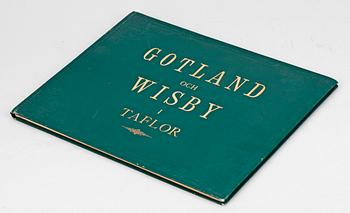 GOTLAND
OCH
WISBY
I
TAFLOR